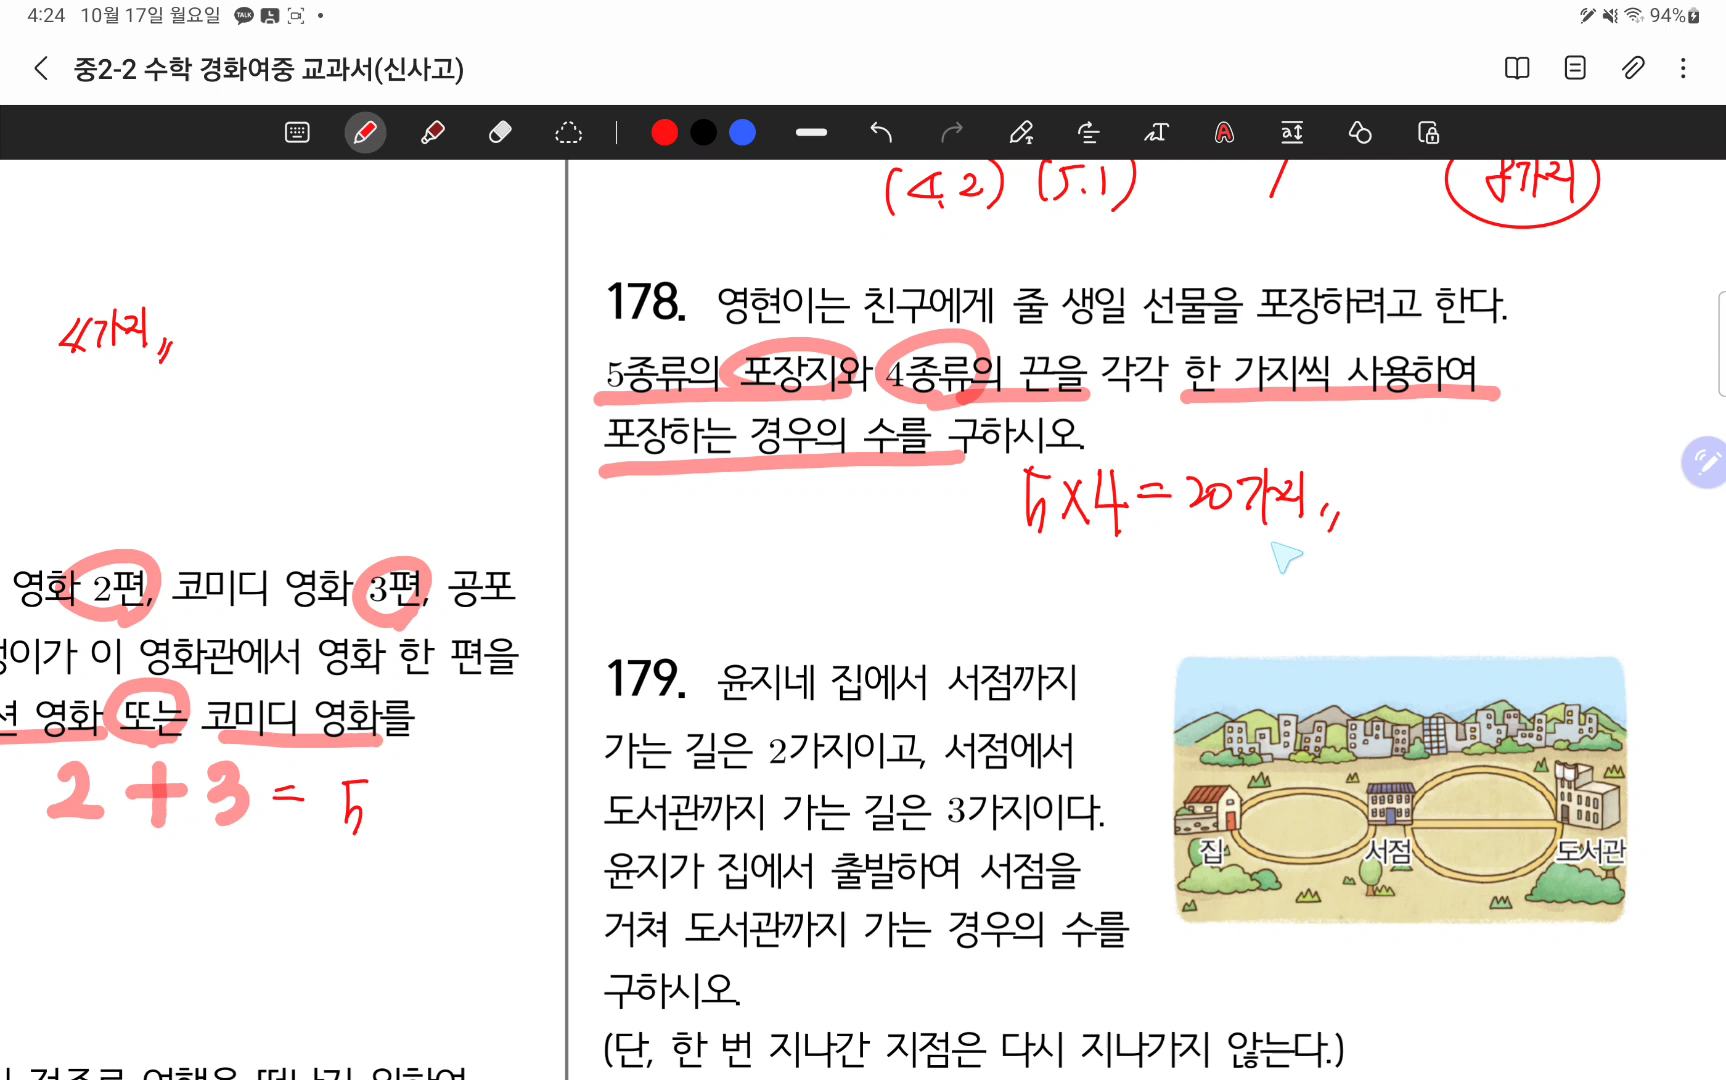 4:24 10월 17일 월요일 TALK 94%
중2-2 수학 경화여중 교과서(신사고)
(4, 2) (5.1)
4가지
영화 2편, 코미디 영화 3편, 공포
이가 이 영화관에서 영화 한 편을
션 영화 또는 코미디 영화를
2 + 3 = 5
178. 영현이는 친구에게 줄 생일 선물을 포장하려고 한다.
5종류의 포장지와 4종류의 끈을 각각 한 가지씩 사용하여
포장하는 경우의 수를 구하시오.
5×4=20가지
179. 윤지네 집에서 서점까지
가는 길은 2가지이고, 서점에서
도서관까지 가는 길은 3가지이다.
윤지가 집에서 출발하여 서점을
거쳐 도서관까지 가는 경우의 수를
구하시오.
(단, 한 번 지나간 지점은 다시 지나가지 않는다.)
집 서점 도서관